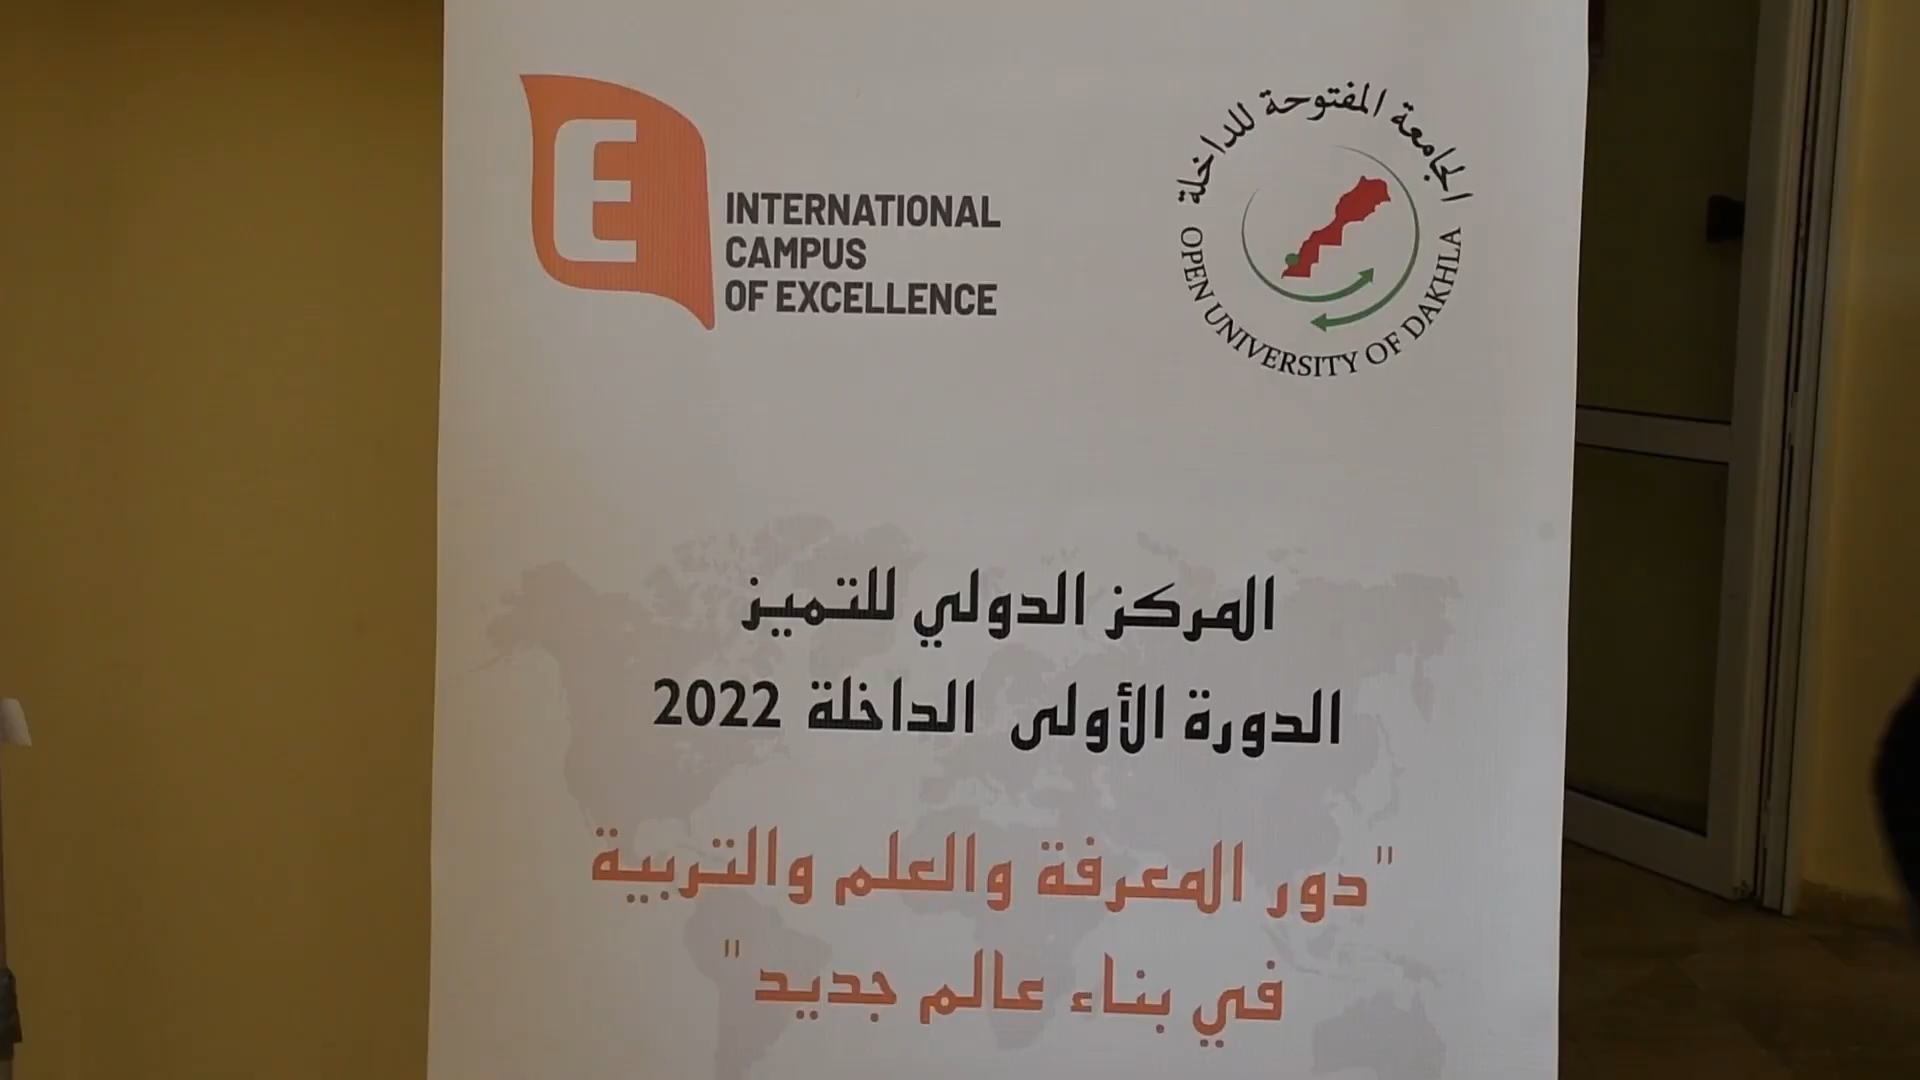 INTERNATIONAL
CAMPUS
OF EXCELLENCE
الجامعة المفتوحة للداخلة
OPEN UNIVERSITY OF DAKHLA
المركز الدولي للتميز
الدورة الأولى الداخلة 2022
"دور المعرفة والعلم والتربية
في بناء عالم جديد"